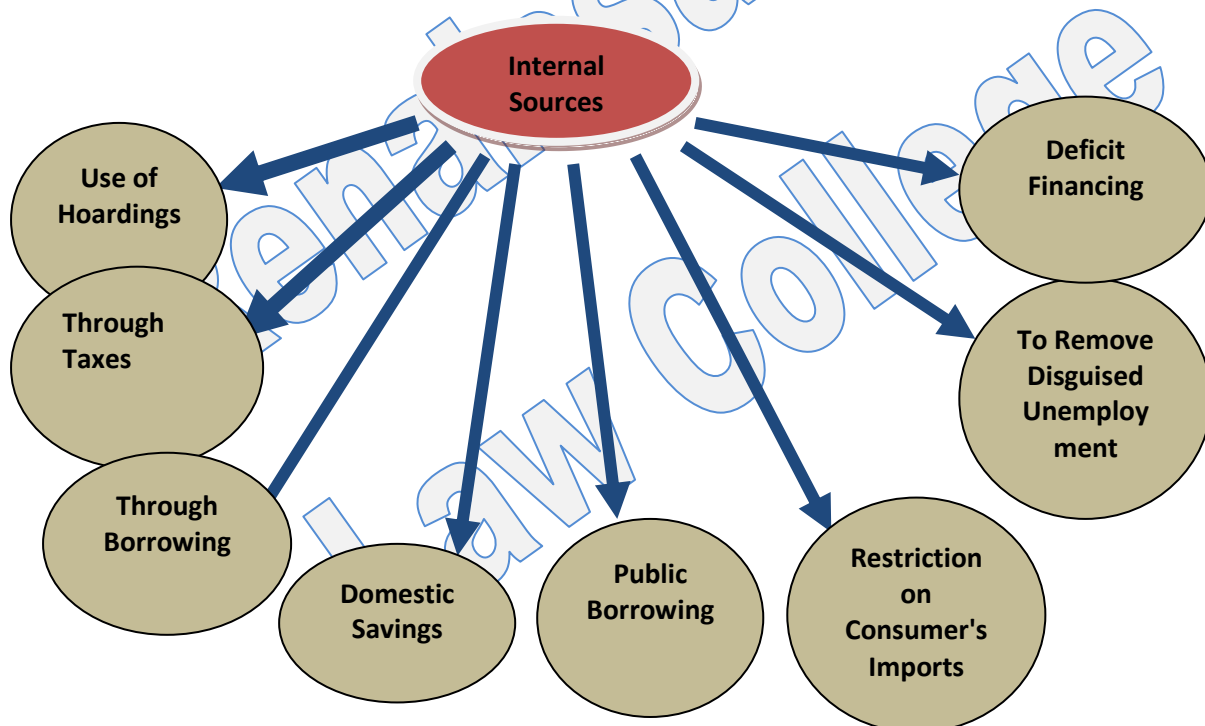 Internal
Sources
Use of
Hoardings
Through
Taxes
Through
Borrowing
Domestic
Savings
Public
Borrowing
Restriction
on
Consumer's
Imports
To Remove
Disguised
Unemploy
ment
Deficit
Financing
Law College